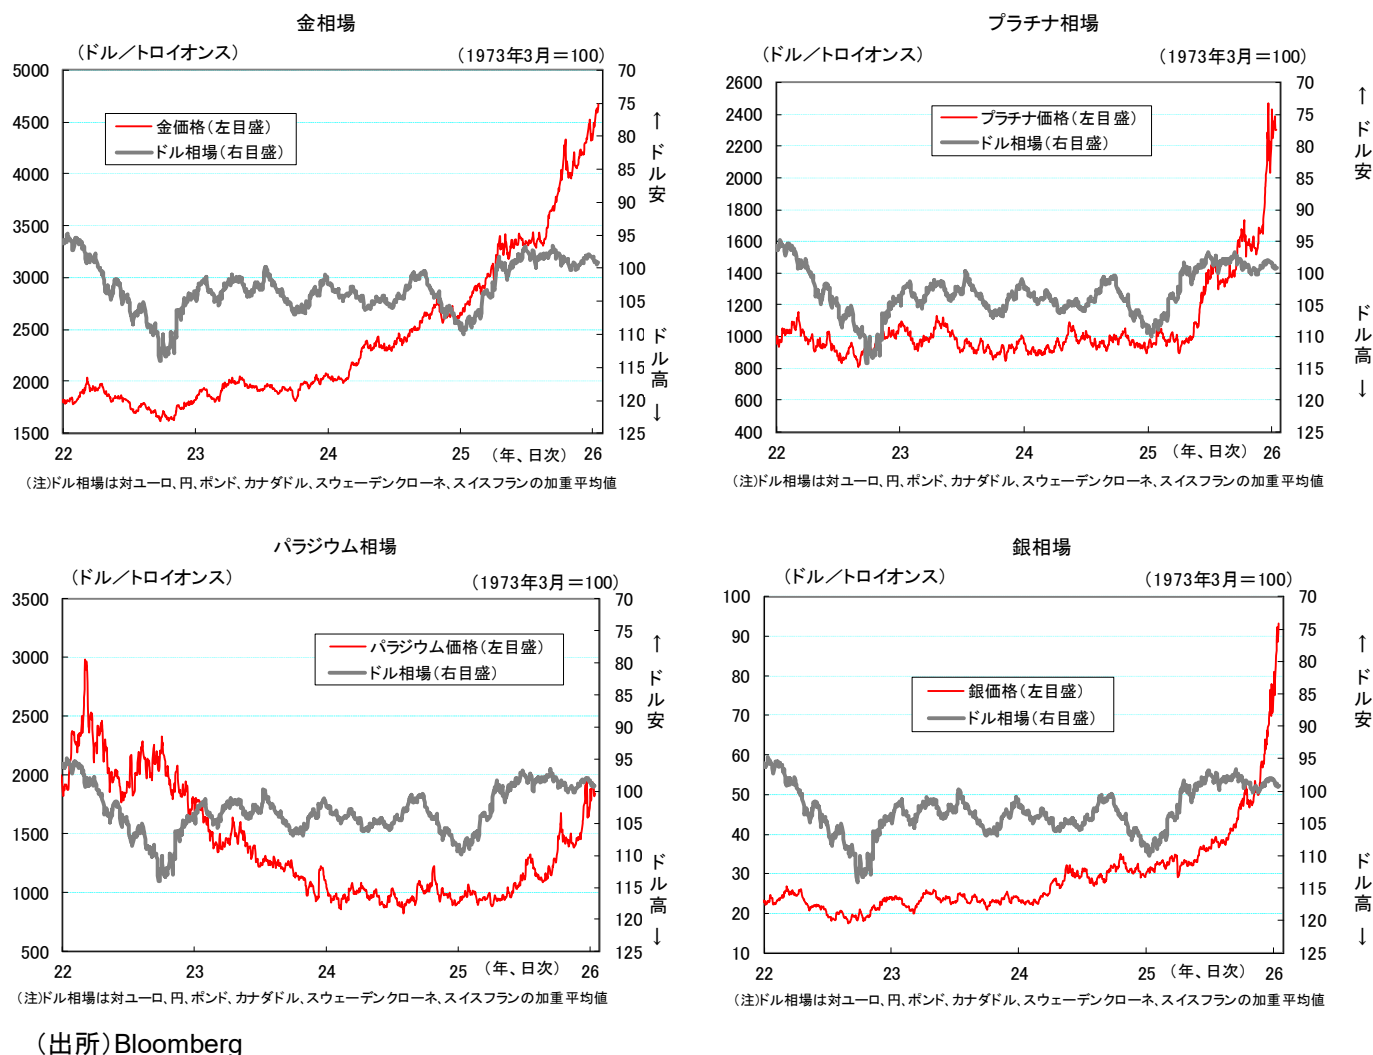 金相場
(ドル／トロイオンス)
(1973年3月＝100)
5000
4500
4000
3500
3000
2500
2000
1500
70
75
80
85
90
95
100
105
110
115
120
125
金価格(左目盛)
ドル相場(右目盛)
↑
ドル安
ドル高
↓
22 23 24 25 (年、日次) 26
(注)ドル相場は対ユーロ、円、ポンド、カナダドル、スウェーデンクローネ、スイスフランの加重平均値
プラチナ相場
(ドル／トロイオンス)
(1973年3月＝100)
2600
2400
2200
2000
1800
1600
1400
1200
1000
800
600
400
70
75
80
85
90
95
100
105
110
115
120
125
プラチナ価格(左目盛)
ドル相場(右目盛)
↑
ドル安
ドル高
↓
22 23 24 25 (年、日次) 26
(注)ドル相場は対ユーロ、円、ポンド、カナダドル、スウェーデンクローネ、スイスフランの加重平均値
パラジウム相場
(ドル／トロイオンス)
(1973年3月＝100)
3500
3000
2500
2000
1500
1000
500
70
75
80
85
90
95
100
105
110
115
120
125
パラジウム価格(左目盛)
ドル相場(右目盛)
↑
ドル安
ドル高
↓
22 23 24 25 (年、日次) 26
(注)ドル相場は対ユーロ、円、ポンド、カナダドル、スウェーデンクローネ、スイスフランの加重平均値
銀相場
(ドル／トロイオンス)
(1973年3月＝100)
100
90
80
70
60
50
40
30
20
10
70
75
80
85
90
95
100
105
110
115
120
125
銀価格(左目盛)
ドル相場(右目盛)
↑
ドル安
ドル高
↓
22 23 24 25 (年、日次) 26
(注)ドル相場は対ユーロ、円、ポンド、カナダドル、スウェーデンクローネ、スイスフランの加重平均値
(出所)Bloomberg